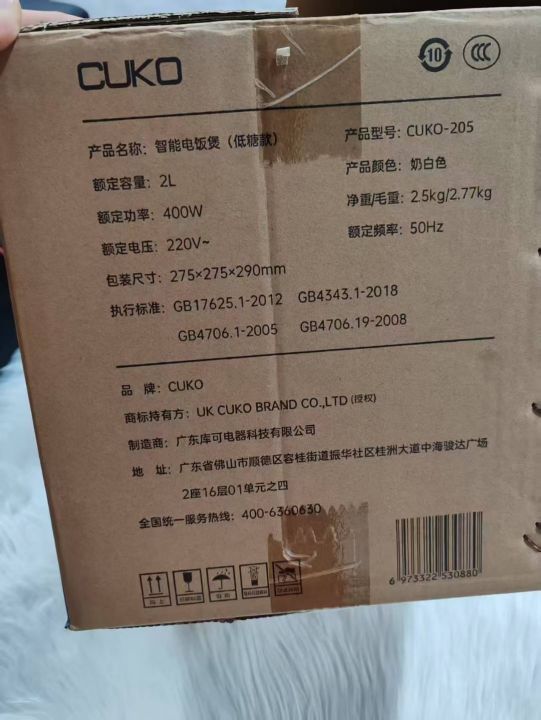 CUKO
10
CCC
产品名称：智能电饭煲（低糖款） 产品型号：CUKO-205
额定容量：2L 产品颜色：奶白色
额定功率：400W 净重/毛重：2.5kg/2.77kg
额定电压：220V~ 额定频率：50Hz
包装尺寸：275×275×290mm
执行标准：GB17625.1-2012 GB4343.1-2018
GB4706.1-2005 GB4706.19-2008
品 牌：CUKO
商标持有方：UK CUKO BRAND CO.,LTD (授权)
制造商：广东库可电器科技有限公司
地 址：广东省佛山市顺德区容桂街道振华社区桂洲大道中海骏达广场
2座16层01单元之四
全国统一服务热线：400-6360630
向上
6 973322 530880